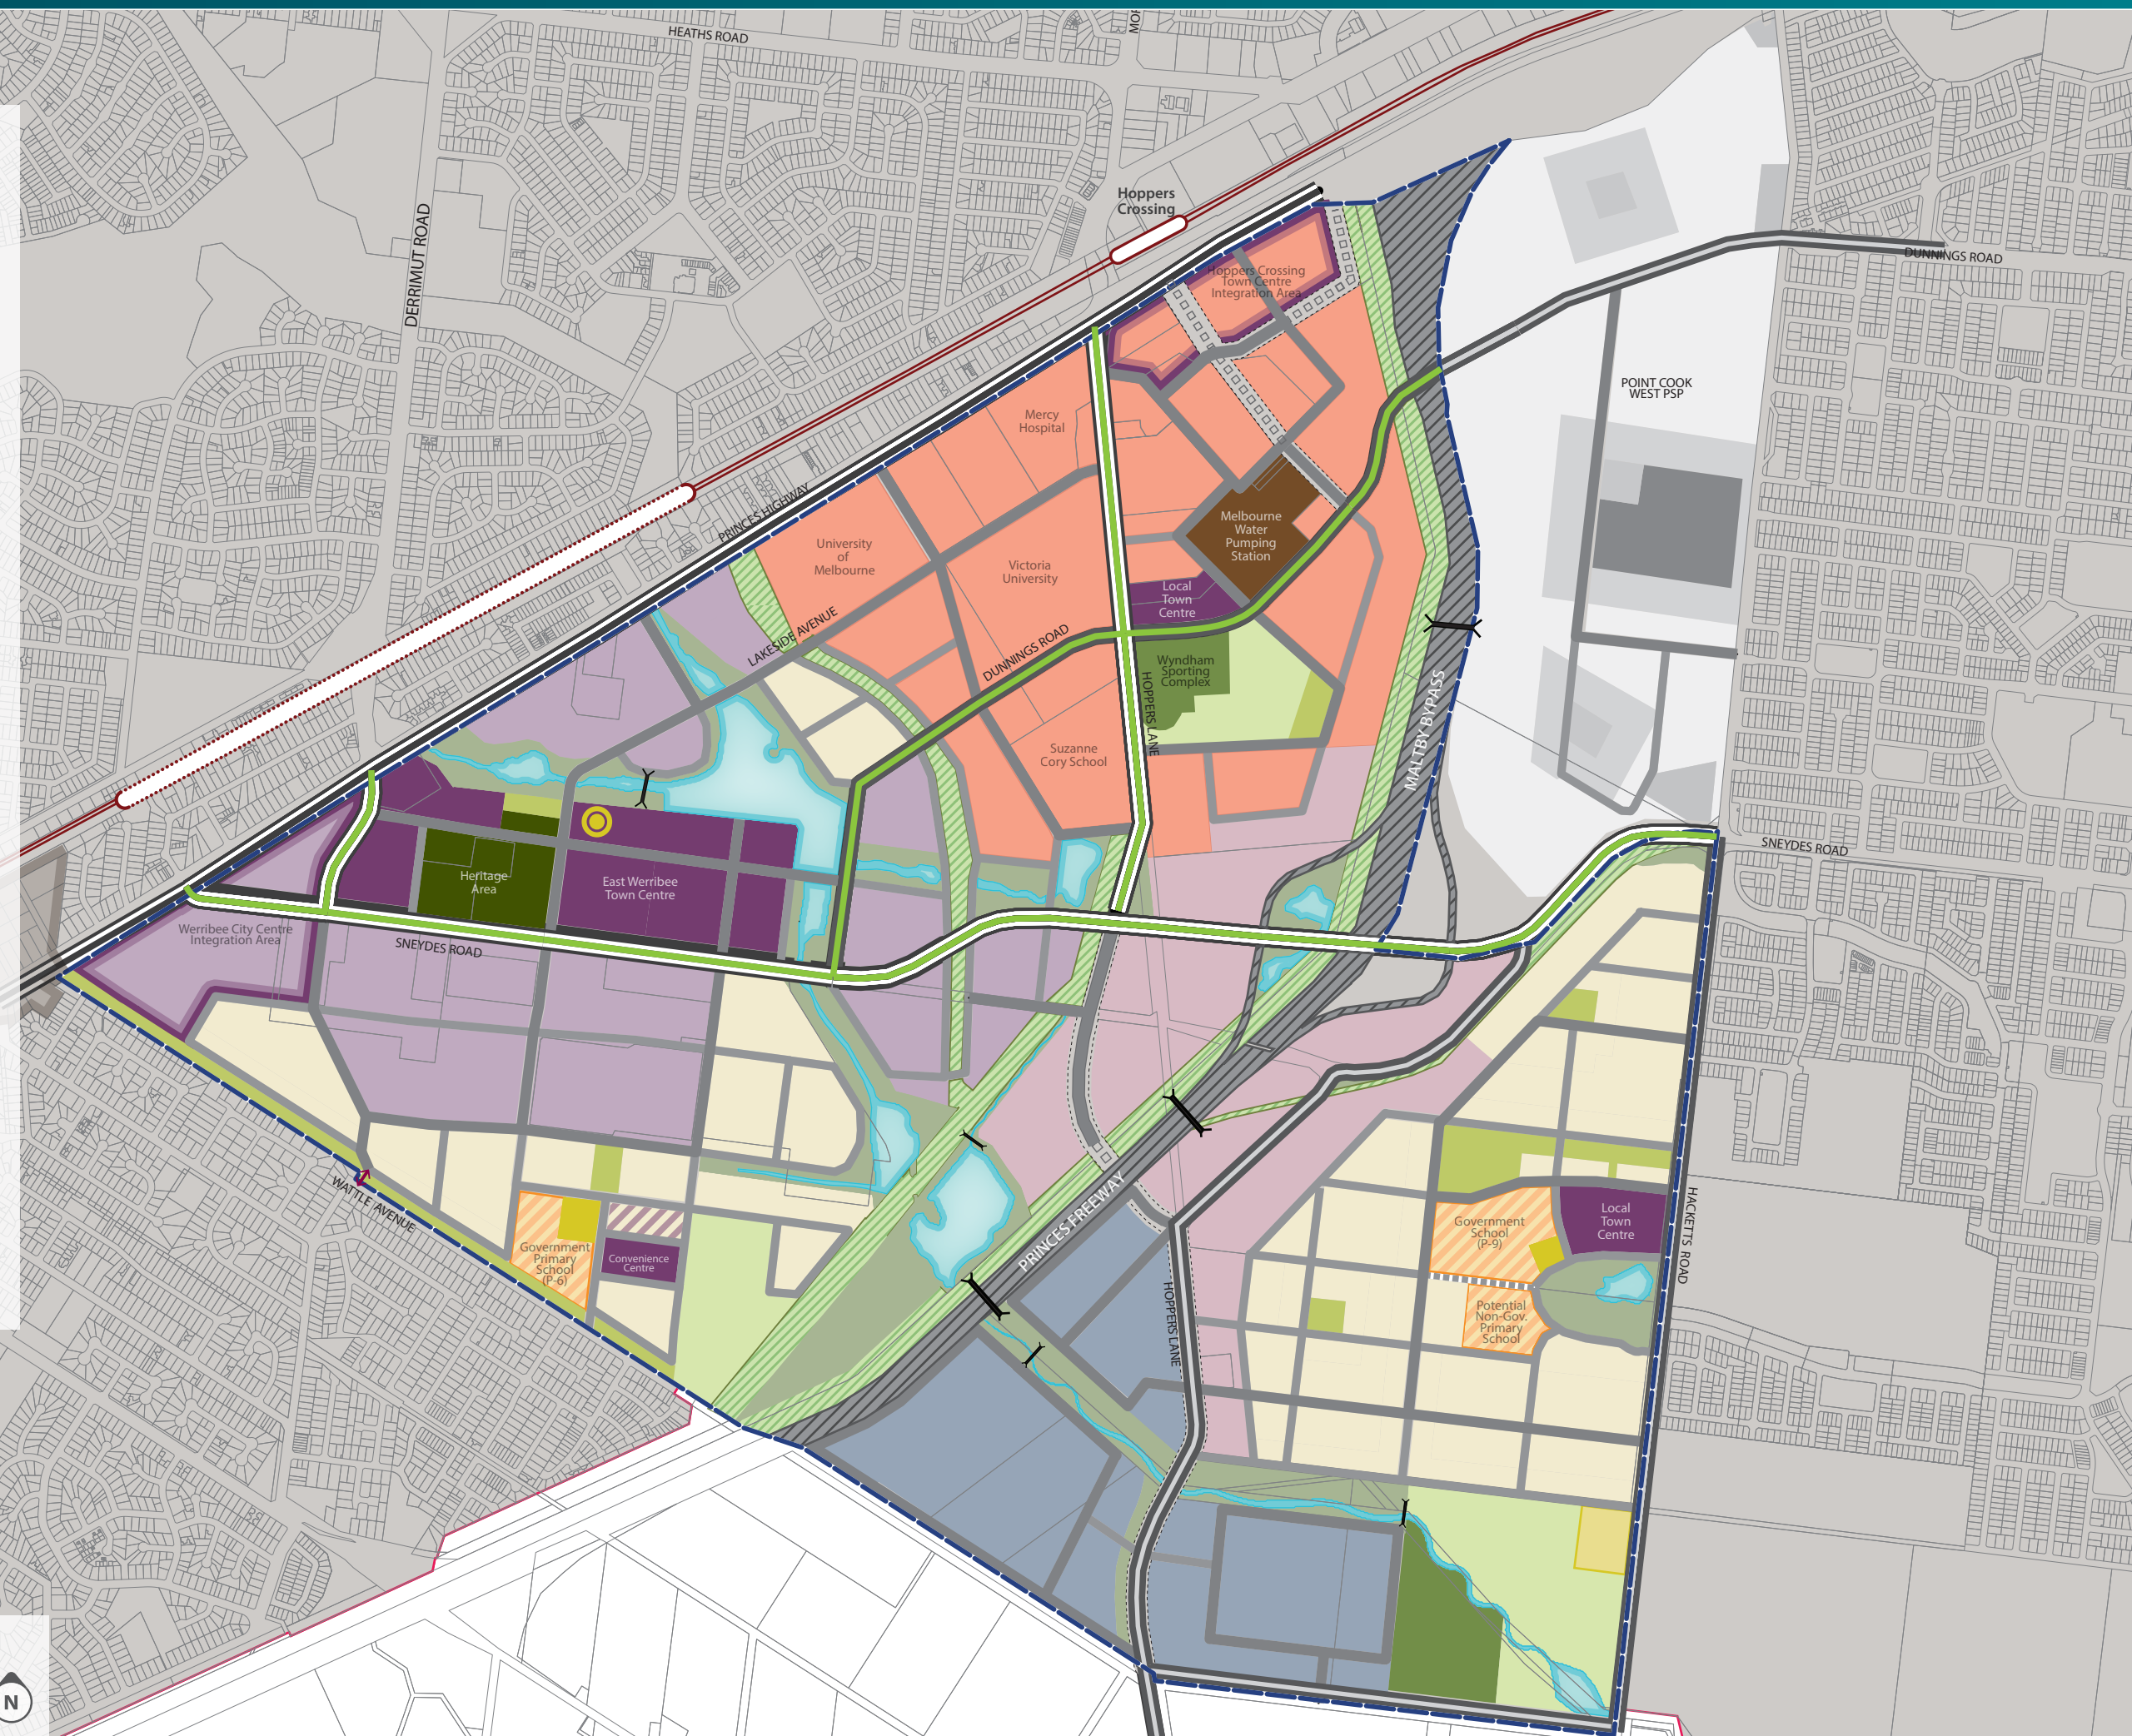 HEATHS ROAD
DERRIMUT ROAD
Hoppers
Crossing
DUNNINGS ROAD
Hoppers Crossing
Town Centre
Integration Area
POINT COOK
WEST PSP
Mercy
Hospital
PRINCES HIGHWAY
University
of
Melbourne
Victoria
University
Melbourne
Water
Pumping
Station
Local
Town
Centre
LAKESIDE AVENUE
DUNNINGS ROAD
Wyndham
Sporting
Complex
HOPPERS LANE
MALTBY BYPASS
Suzanne
Cory School
SNEYDES ROAD
Heritage
Area
East Werribee
Town Centre
Werribee City Centre
Integration Area
SNEYDES ROAD
WATTLE AVENUE
Government
Primary
School
(P-6)
Convenience
Centre
PRINCES FREEWAY
Government
School
(P-9)
Local
Town
Centre
HACKETTS ROAD
Potential
Non-Gov.
Primary
School
HOPPERS LANE
N